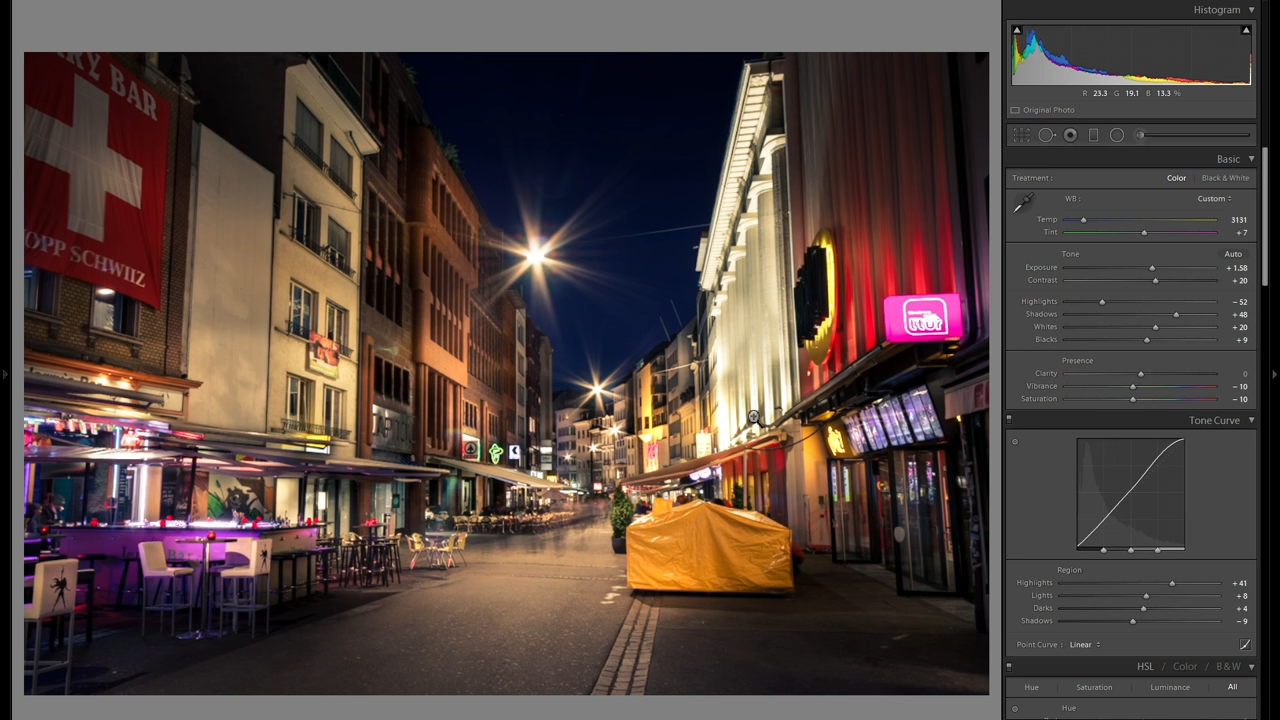 RY BAR
OPP SCHWIIZ
Histogram
R 23.3 G 19.1 B 13.3 %
Original Photo
Basic
Treatment : Color Black & White
WB : Custom
Temp 3131
Tint + 7
Tone Auto
Exposure + 1.58
Contrast + 20
Highlights − 52
Shadows + 48
Whites + 20
Blacks + 9
Presence
Clarity 0
Vibrance − 10
Saturation − 10
Tone Curve
Region
Highlights + 41
Lights + 8
Darks + 4
Shadows − 9
Point Curve : Linear
HSL / Color / B & W
Hue Saturation Luminance All
Hue